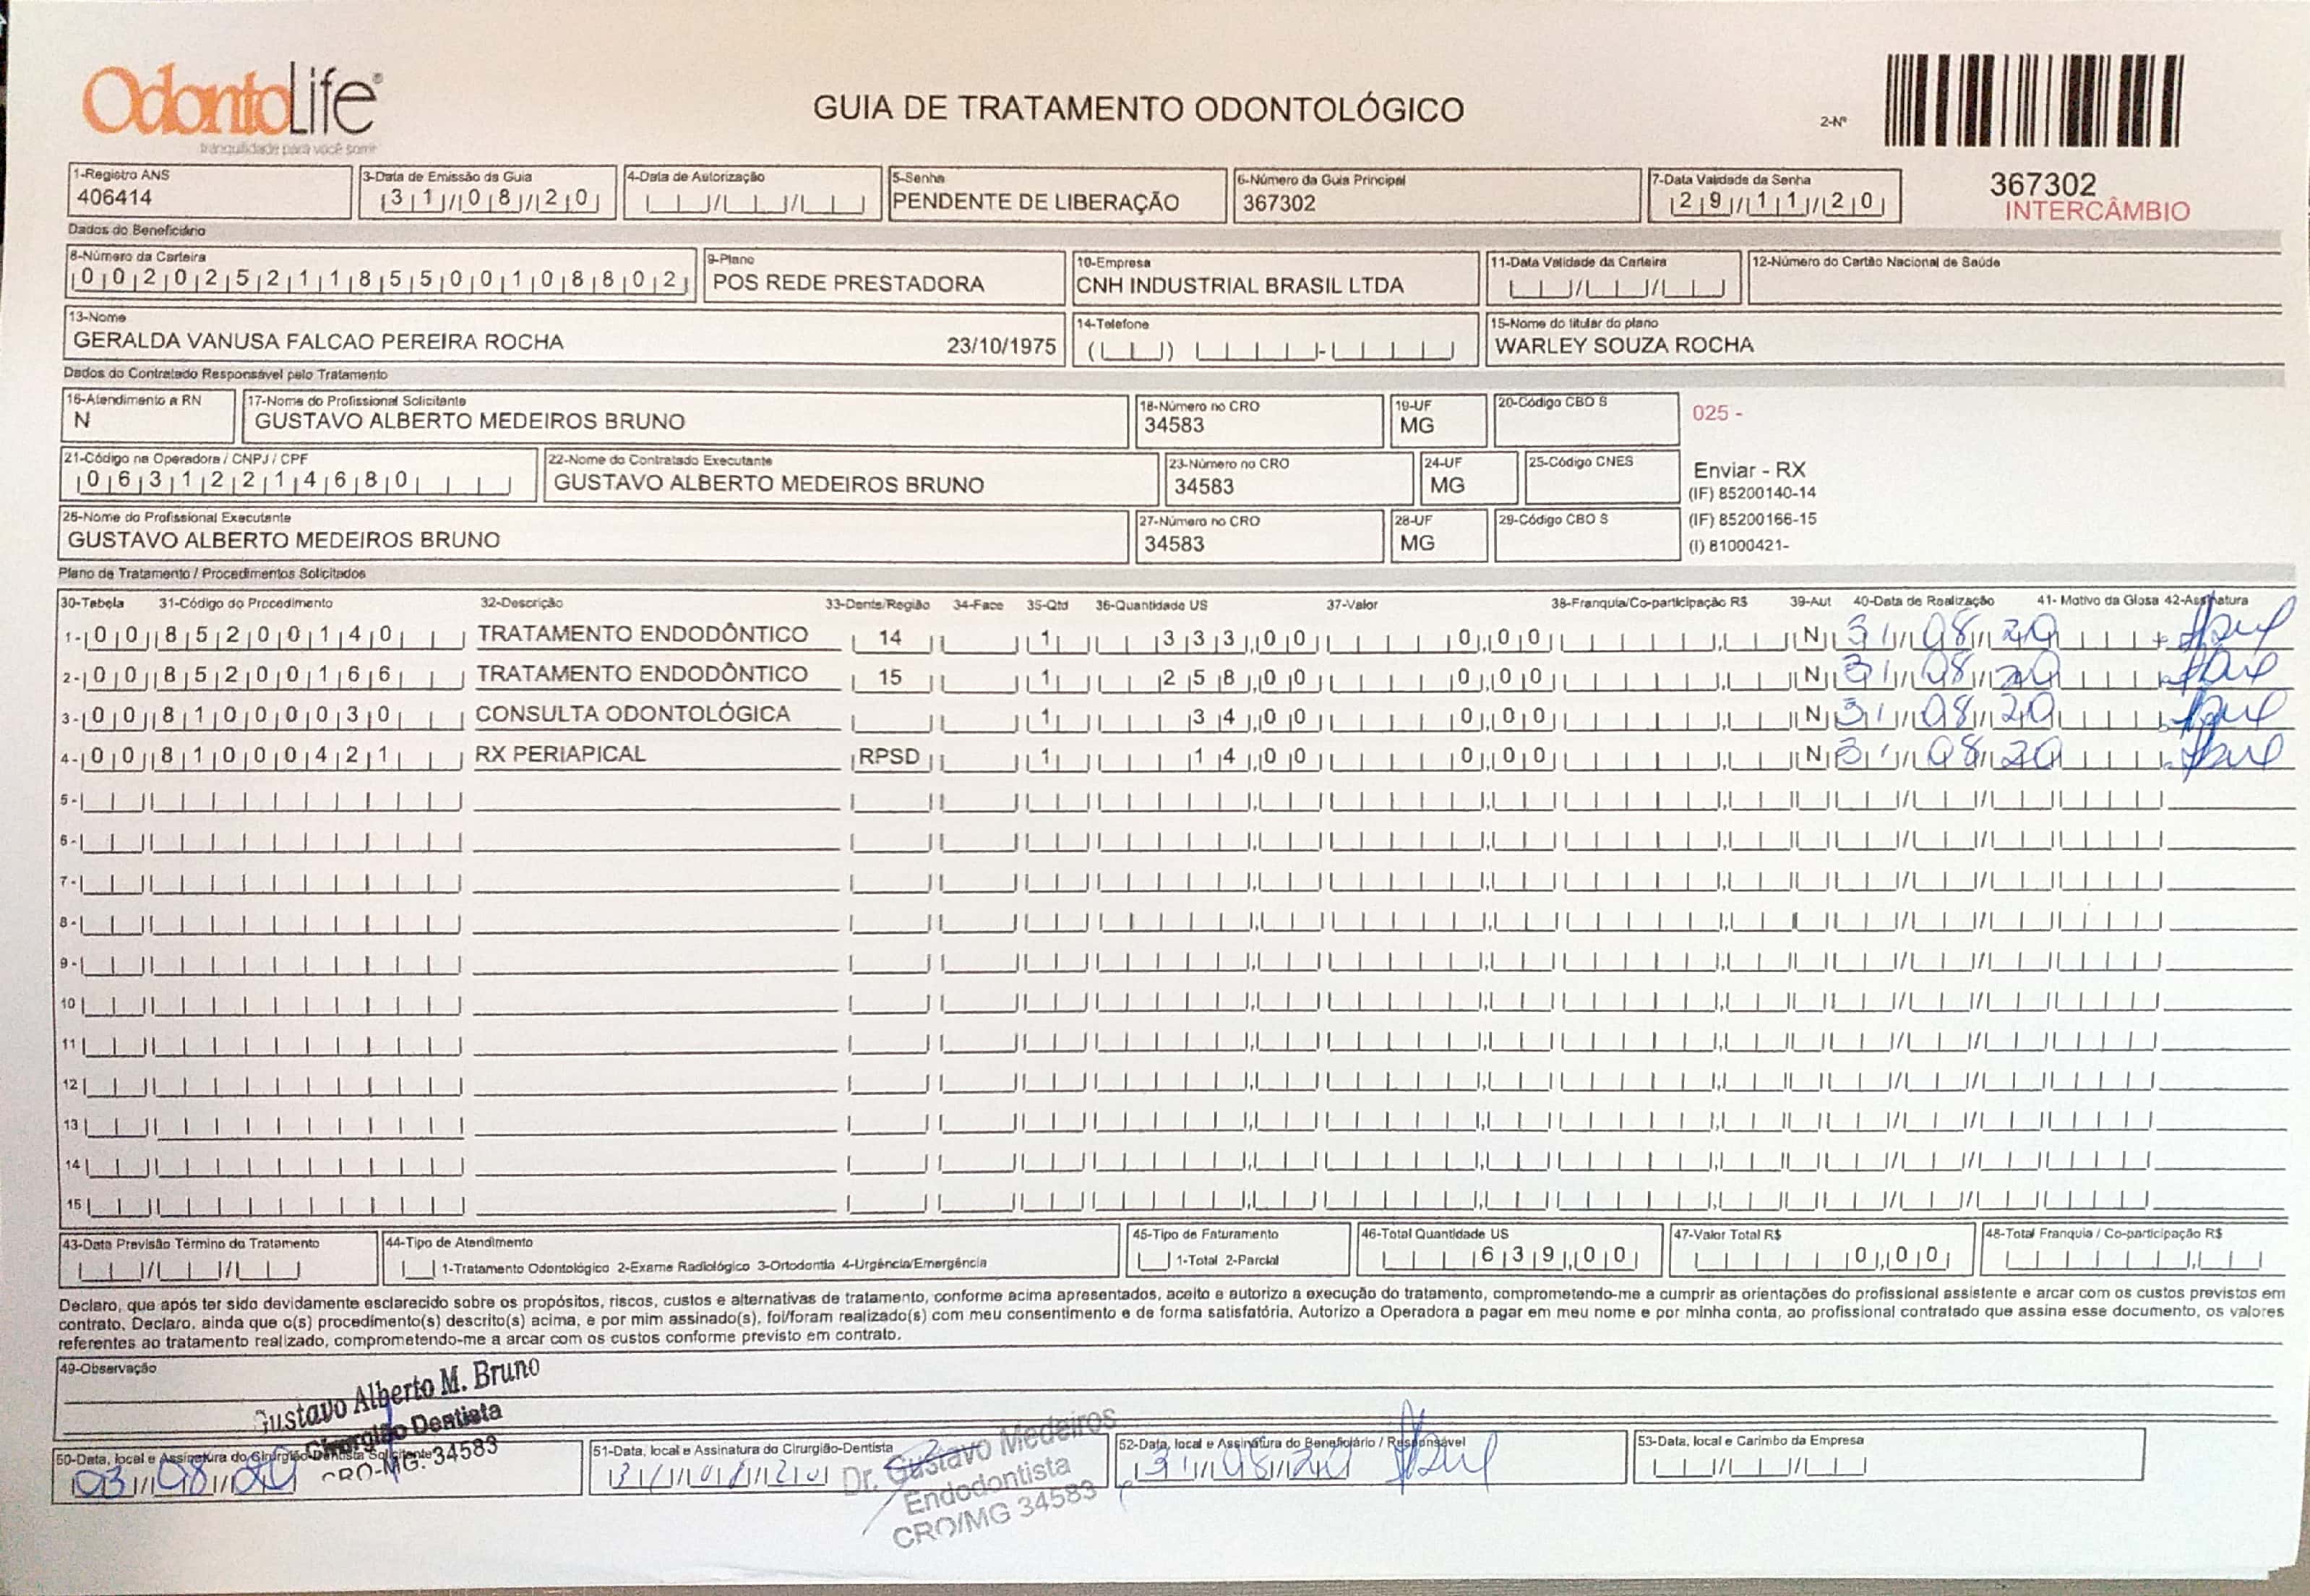 OdontoLife®
tranquilidade para você sorrir
GUIA DE TRATAMENTO ODONTOLÓGICO
2-Nº
367302
INTERCÂMBIO
1-Registro ANS
406414
3-Data de Emissão da Guia
31/08/20
4-Data de Autorização
5-Senha
PENDENTE DE LIBERAÇÃO
6-Número da Guia Principal
367302
7-Data Validade da Senha
29/11/20
Dados do Beneficiário
8-Número da Carteira
00202521185500108802
9-Plano
POS REDE PRESTADORA
10-Empresa
CNH INDUSTRIAL BRASIL LTDA
11-Data Validade da Carteira
12-Número do Cartão Nacional de Saúde
13-Nome
GERALDA VANUSA FALCAO PEREIRA ROCHA 23/10/1975
14-Telefone
15-Nome do titular do plano
WARLEY SOUZA ROCHA
Dados do Contratado Responsável pelo Tratamento
16-Atendimento a RN
N
17-Nome do Profissional Solicitante
GUSTAVO ALBERTO MEDEIROS BRUNO
18-Número no CRO
34583
19-UF
MG
20-Código CBO S
025 -
21-Código na Operadora / CNPJ / CPF
06312214680
22-Nome do Contratado Executante
GUSTAVO ALBERTO MEDEIROS BRUNO
23-Número no CRO
34583
24-UF
MG
25-Código CNES
Enviar - RX
(IF) 85200140-14
(IF) 85200166-15
(I) 81000421-
26-Nome do Profissional Executante
GUSTAVO ALBERTO MEDEIROS BRUNO
27-Número no CRO
34583
28-UF
MG
29-Código CBO S
Plano de Tratamento / Procedimentos Solicitados
30-Tabela 31-Código do Procedimento 32-Descrição 33-Dente/Região 34-Face 35-Qtd 36-Quantidade US 37-Valor 38-Franquia/Co-participação R$ 39-Aut 40-Data de Realização 41- Motivo da Glosa 42-Assinatura
1- 00 85200140 TRATAMENTO ENDODÔNTICO 14 1 333,00 0,00 N 31/08/20
2- 00 85200166 TRATAMENTO ENDODÔNTICO 15 1 258,00 0,00 N 31/08/20
3- 00 81000030 CONSULTA ODONTOLÓGICA 1 34,00 0,00 N 31/08/20
4- 00 81000421 RX PERIAPICAL RPSD 1 14,00 0,00 N 31/08/20
5-
6-
7-
8-
9-
10
11
12
13
14
15
43-Data Previsão Término do Tratamento
44-Tipo de Atendimento
1-Tratamento Odontológico 2-Exame Radiológico 3-Ortodontia 4-Urgência/Emergência
45-Tipo de Faturamento
1-Total 2-Parcial
46-Total Quantidade US
639,00
47-Valor Total R$
0,00
48-Total Franquia / Co-participação R$
Declaro, que após ter sido devidamente esclarecido sobre os propósitos, riscos, custos e alternativas de tratamento, conforme acima apresentados, aceito e autorizo a execução do tratamento, comprometendo-me a cumprir as orientações do profissional assistente e arcar com os custos previstos em
contrato. Declaro, ainda que o(s) procedimento(s) descrito(s) acima, e por mim assinado(s), foi/foram realizado(s) com meu consentimento e de forma satisfatória. Autorizo a Operadora a pagar em meu nome e por minha conta, ao profissional contratado que assina esse documento, os valores
referentes ao tratamento realizado, comprometendo-me a arcar com os custos conforme previsto em contrato.
49-Observação
Gustavo Alberto M. Bruno
Cirurgião Dentista
CRO-MG: 34583
50-Data, local e Assinatura do Cirurgião-Dentista Solicitante
03/08/20
51-Data, local e Assinatura do Cirurgião-Dentista
31/08/20
Dr. Gustavo Medeiros
Endodontista
CRO/MG 34583
52-Data, local e Assinatura do Beneficiário / Responsável
31/08/20
53-Data, local e Carimbo da Empresa